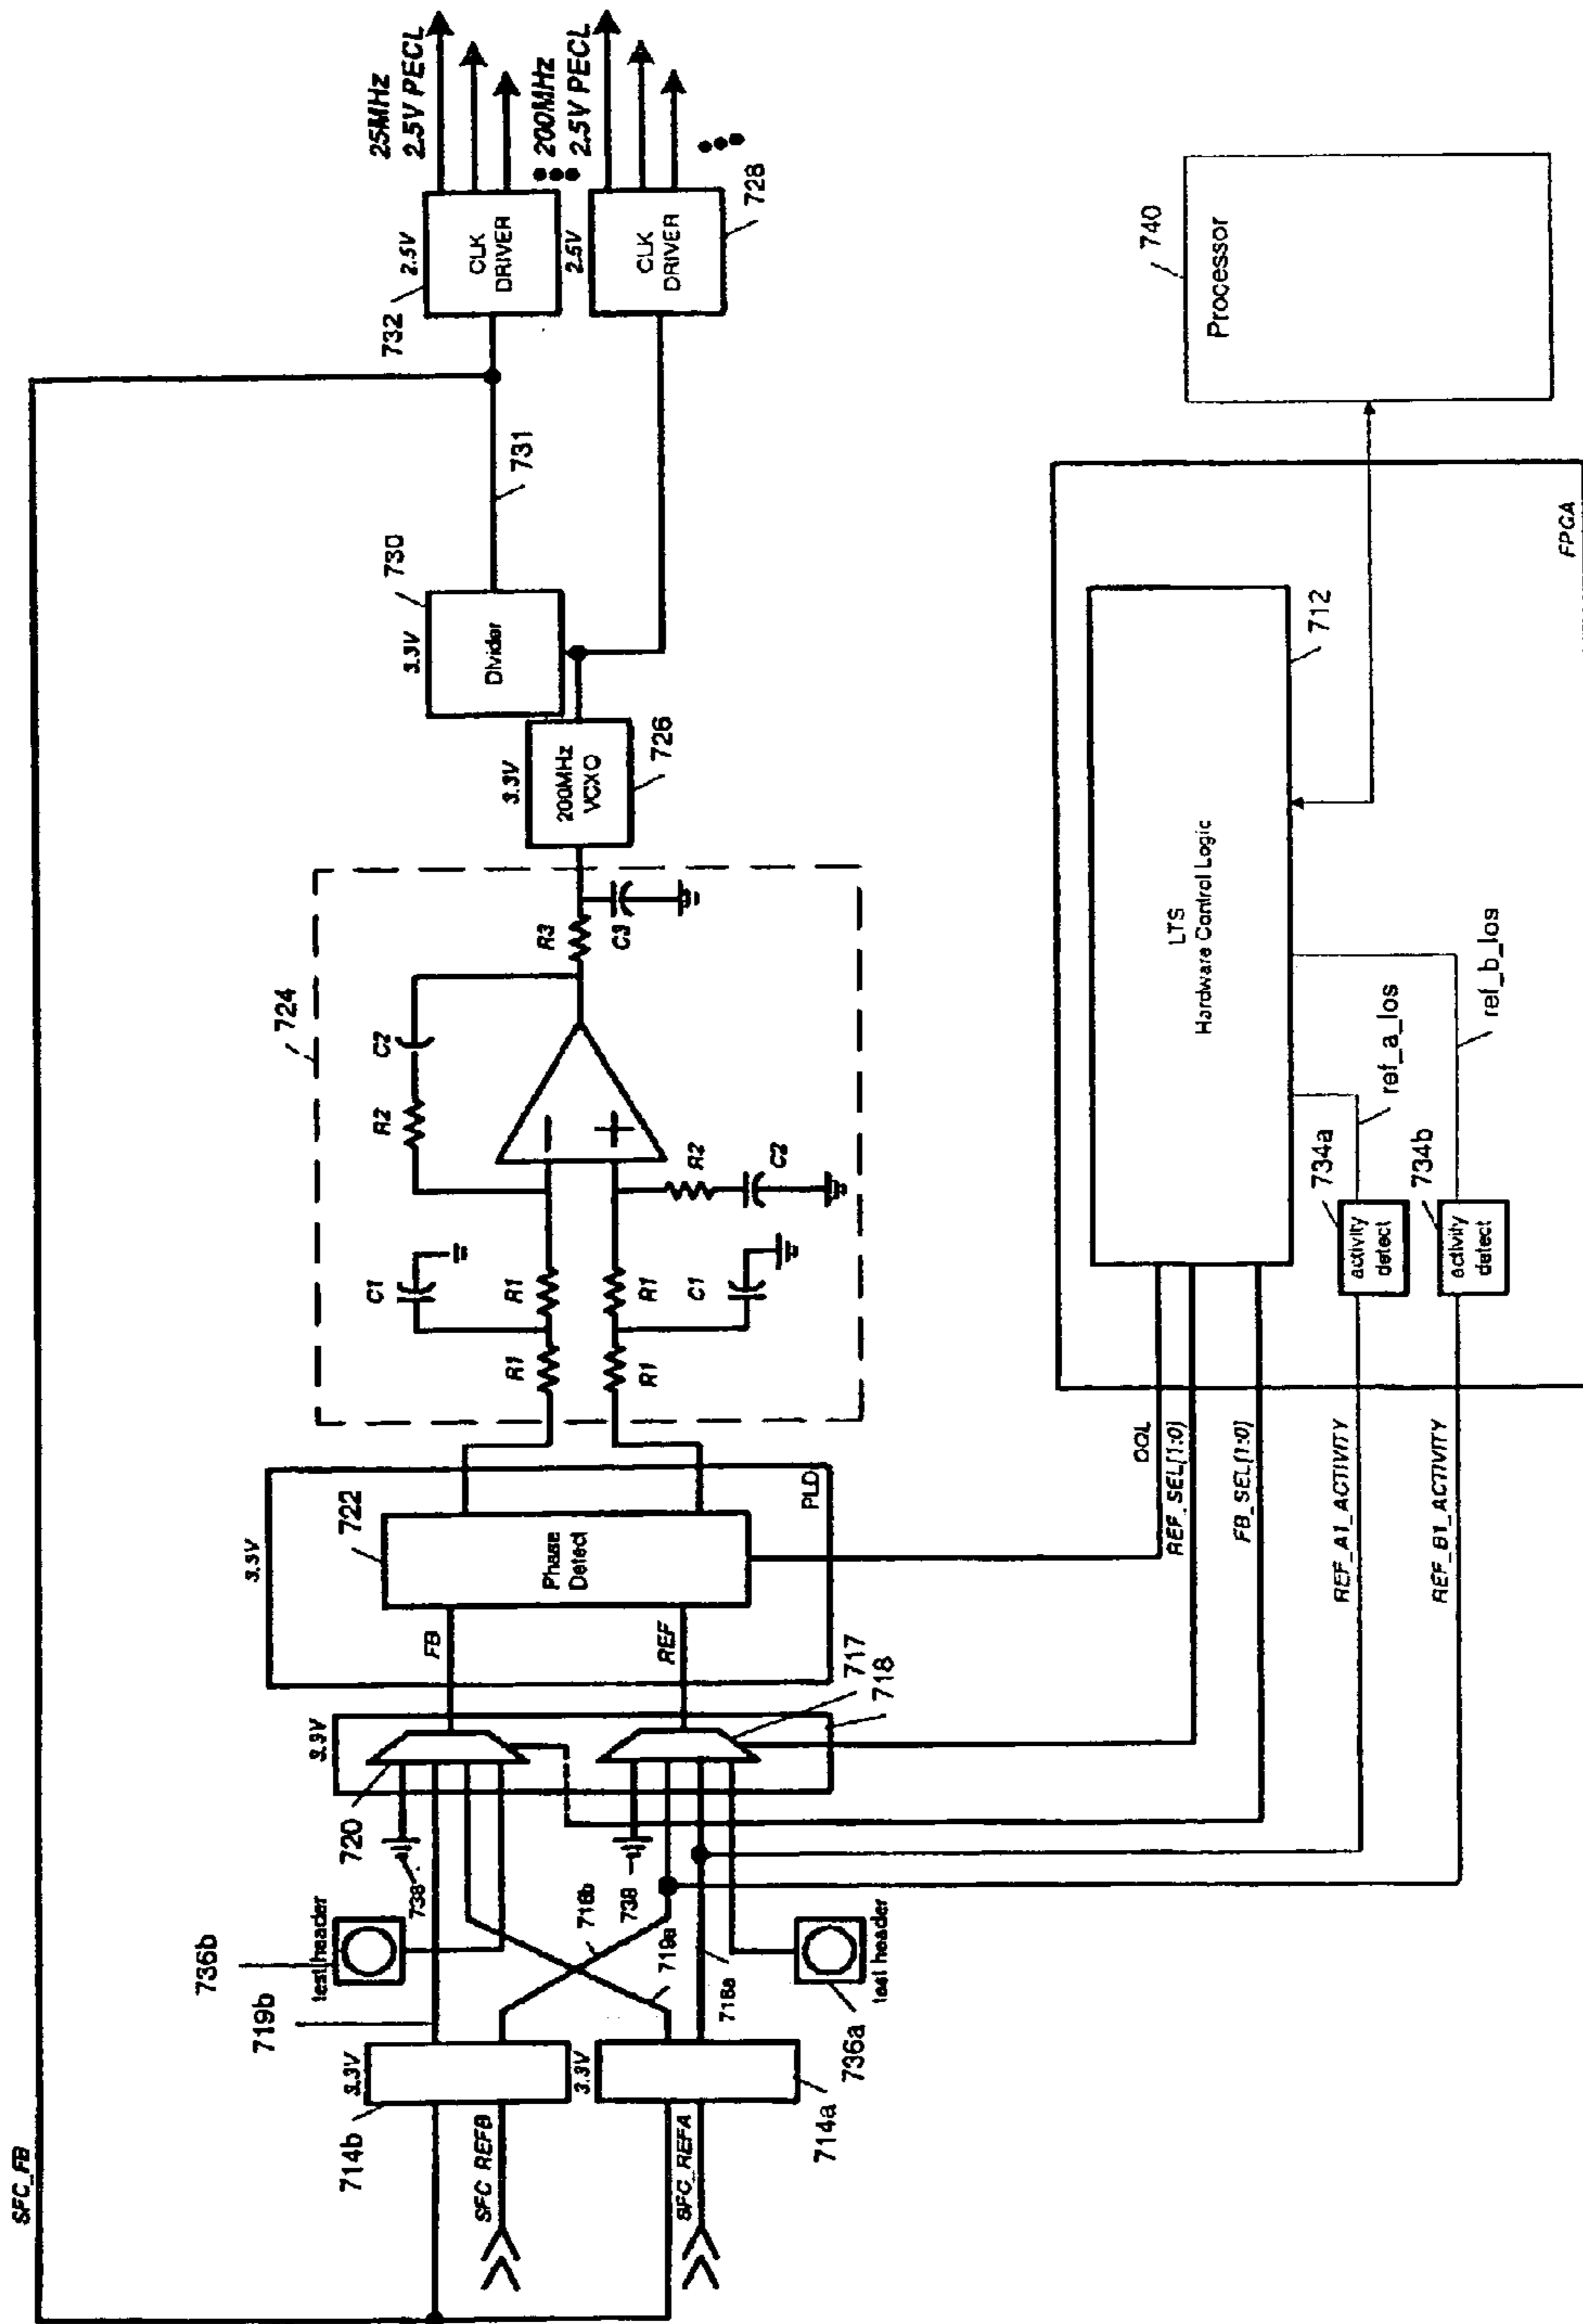 SFC_FB
25MHz
2.5V PECL
200MHz
2.5V PECL
732
2.5V
CLK
DRIVER
2.5V
CLK
DRIVER
728
731
730
3.3V
Divider
3.3V
200MHz
VCXO
726
724
R3
C3
C2
R2
R2
C2
C1
R1
R1
R1
R1
C1
3.3V
722
Phase
Detect
PLD
FB
REF
3.3V
717
718
720
738
738
736b
test header
719b
716b
719a
716a
test header
736a
3.3V
3.3V
714b
714a
SFC_REFB
SFC_REFA
740
Processor
FPGA
LTS
Hardware Control Logic
712
ref_a_los
ref_b_los
734a
734b
activity
detect
activity
detect
REF_SEL[1:0]
FB_SEL[1:0]
REF_A1_ACTIVITY
REF_B1_ACTIVITY